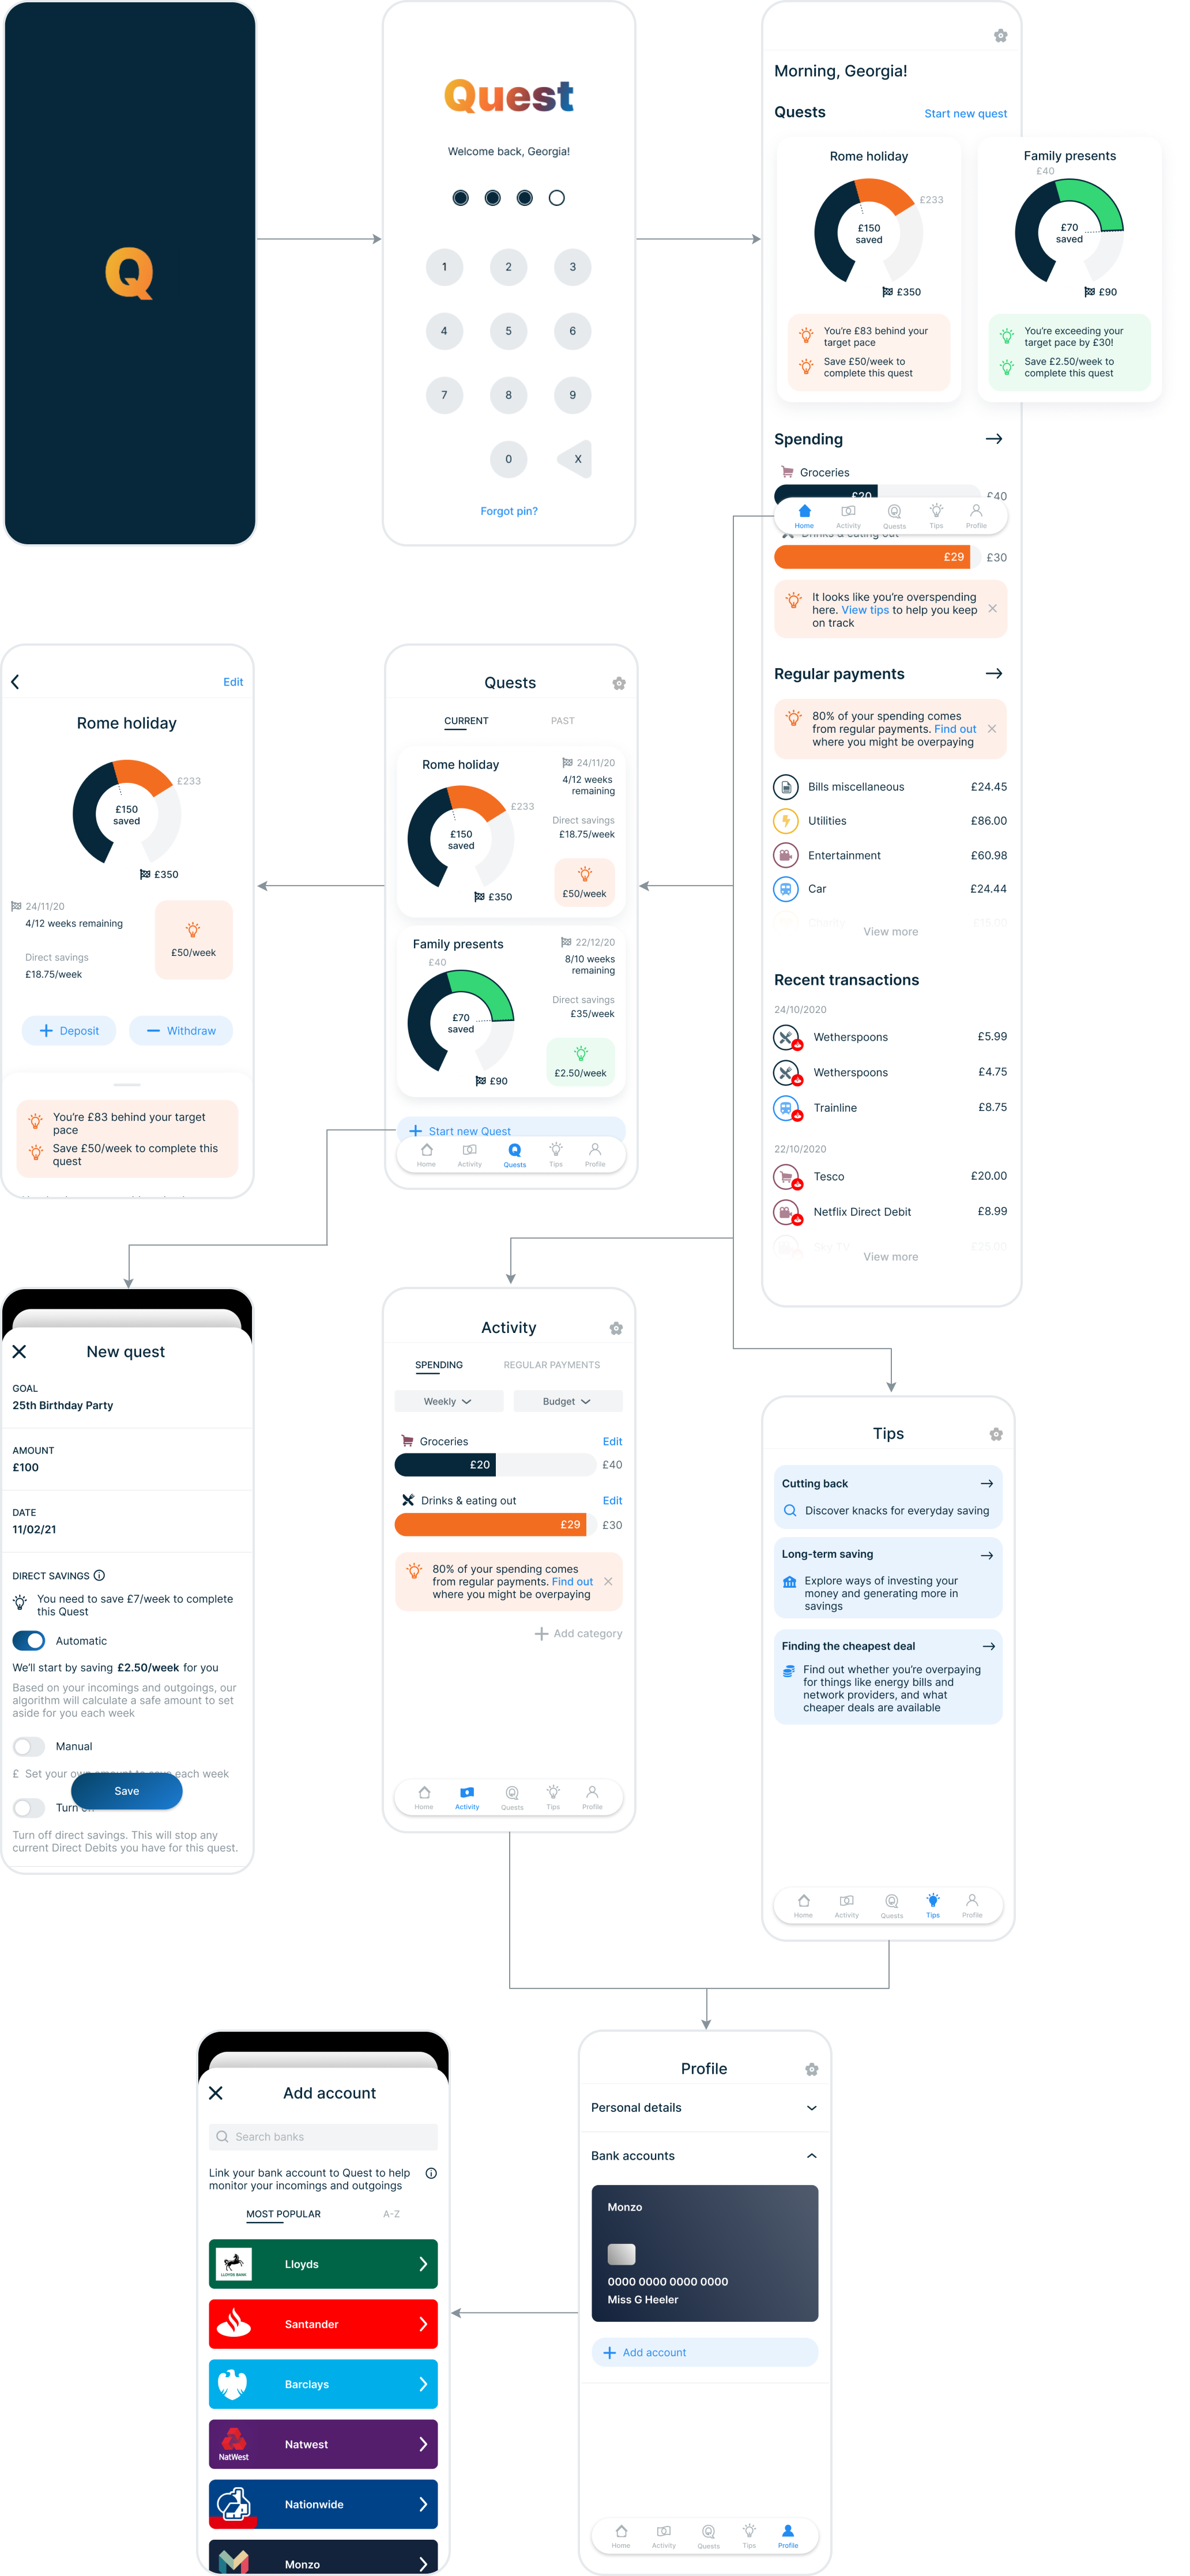 Q
Quest
Welcome back, Georgia!
1 2 3
4 5 6
7 8 9
0 X
Forgot pin?
Morning, Georgia!
Quests Start new quest
Rome holiday
£233
£150
saved
£350
You're £83 behind your
target pace
Save £50/week to
complete this quest
Family presents
£40
£70
saved
£90
You're exceeding your
target pace by £30!
Save £2.50/week to
complete this quest
Spending
Groceries
£20 £40
Home Activity Quests Tips Profile
Drinks & eating out
£29 £30
It looks like you're overspending
here. View tips to help you keep
on track
Regular payments
80% of your spending comes
from regular payments. Find out
where you might be overpaying
Bills miscellaneous £24.45
Utilities £86.00
Entertainment £60.98
Car £24.44
Charity £15.00
View more
Recent transactions
24/10/2020
Wetherspoons £5.99
Wetherspoons £4.75
Trainline £8.75
22/10/2020
Tesco £20.00
Netflix Direct Debit £8.99
Sky TV £25.00
View more
Edit
Rome holiday
£233
£150
saved
£350
24/11/20
4/12 weeks remaining
Direct savings
£18.75/week
£50/week
Deposit Withdraw
You're £83 behind your target
pace
Save £50/week to complete this
quest
Quests
CURRENT PAST
Rome holiday
£233
£150
saved
£350
24/11/20
4/12 weeks
remaining
Direct savings
£18.75/week
£50/week
Family presents
£40
£70
saved
£90
22/12/20
8/10 weeks
remaining
Direct savings
£35/week
£2.50/week
Start new Quest
Home Activity Quests Tips Profile
New quest
GOAL
25th Birthday Party
AMOUNT
£100
DATE
11/02/21
DIRECT SAVINGS
You need to save £7/week to complete
this Quest
Automatic
We'll start by saving £2.50/week for you
Based on your incomings and outgoings, our
algorithm will calculate a safe amount to set
aside for you each week
Manual
£ Set your own amount to save each week
Save
Turn off
Turn off direct savings. This will stop any
current Direct Debits you have for this quest.
Activity
SPENDING REGULAR PAYMENTS
Weekly Budget
Groceries Edit
£20 £40
Drinks & eating out Edit
£29 £30
80% of your spending comes
from regular payments. Find out
where you might be overpaying
Add category
Home Activity Quests Tips Profile
Tips
Cutting back
Discover knacks for everyday saving
Long-term saving
Explore ways of investing your
money and generating more in
savings
Finding the cheapest deal
Find out whether you're overpaying
for things like energy bills and
network providers, and what
cheaper deals are available
Home Activity Quests Tips Profile
Add account
Search banks
Link your bank account to Quest to help
monitor your incomings and outgoings
MOST POPULAR A-Z
LLOYDS BANK
Lloyds
Santander
Barclays
NatWest
Natwest
Nationwide
Monzo
Profile
Personal details
Bank accounts
Monzo
0000 0000 0000 0000
Miss G Heeler
Add account
Home Activity Quests Tips Profile